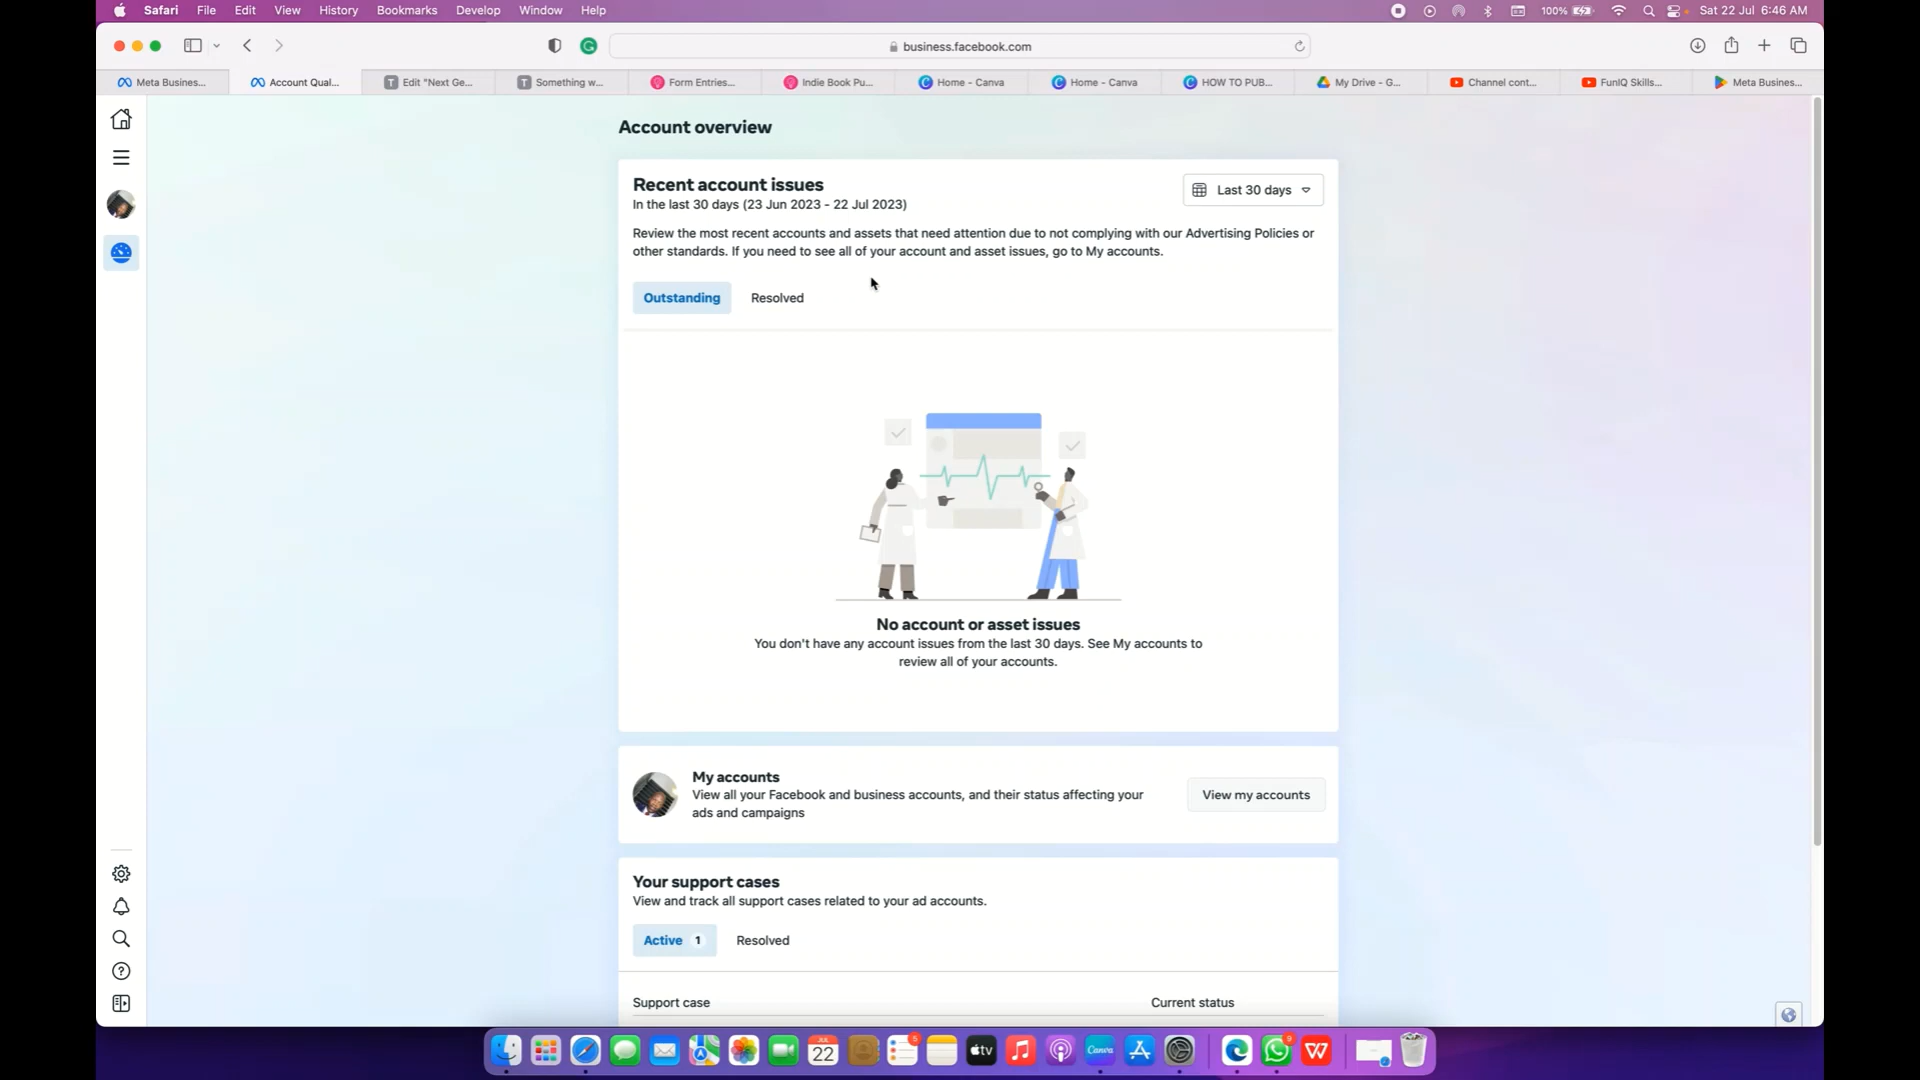 Safari File Edit View History Bookmarks Develop Window Help 100% Sat 22 Jul 6:46 AM
business.facebook.com
Meta Busines... Account Qual... Edit "Next Ge... Something w... Form Entries... Indie Book Pu... Home - Canva Home - Canva HOW TO PUB... My Drive - G... Channel cont... FunIQ Skills... Meta Busines...
Account overview
Recent account issues
In the last 30 days (23 Jun 2023 - 22 Jul 2023)
Last 30 days
Review the most recent accounts and assets that need attention due to not complying with our Advertising Policies or
other standards. If you need to see all of your account and asset issues, go to My accounts.
Outstanding Resolved
No account or asset issues
You don't have any account issues from the last 30 days. See My accounts to
review all of your accounts.
My accounts
View all your Facebook and business accounts, and their status affecting your
ads and campaigns
View my accounts
Your support cases
View and track all support cases related to your ad accounts.
Active 1 Resolved
Support case Current status
JUL
22
5
tv
Canva
9
W